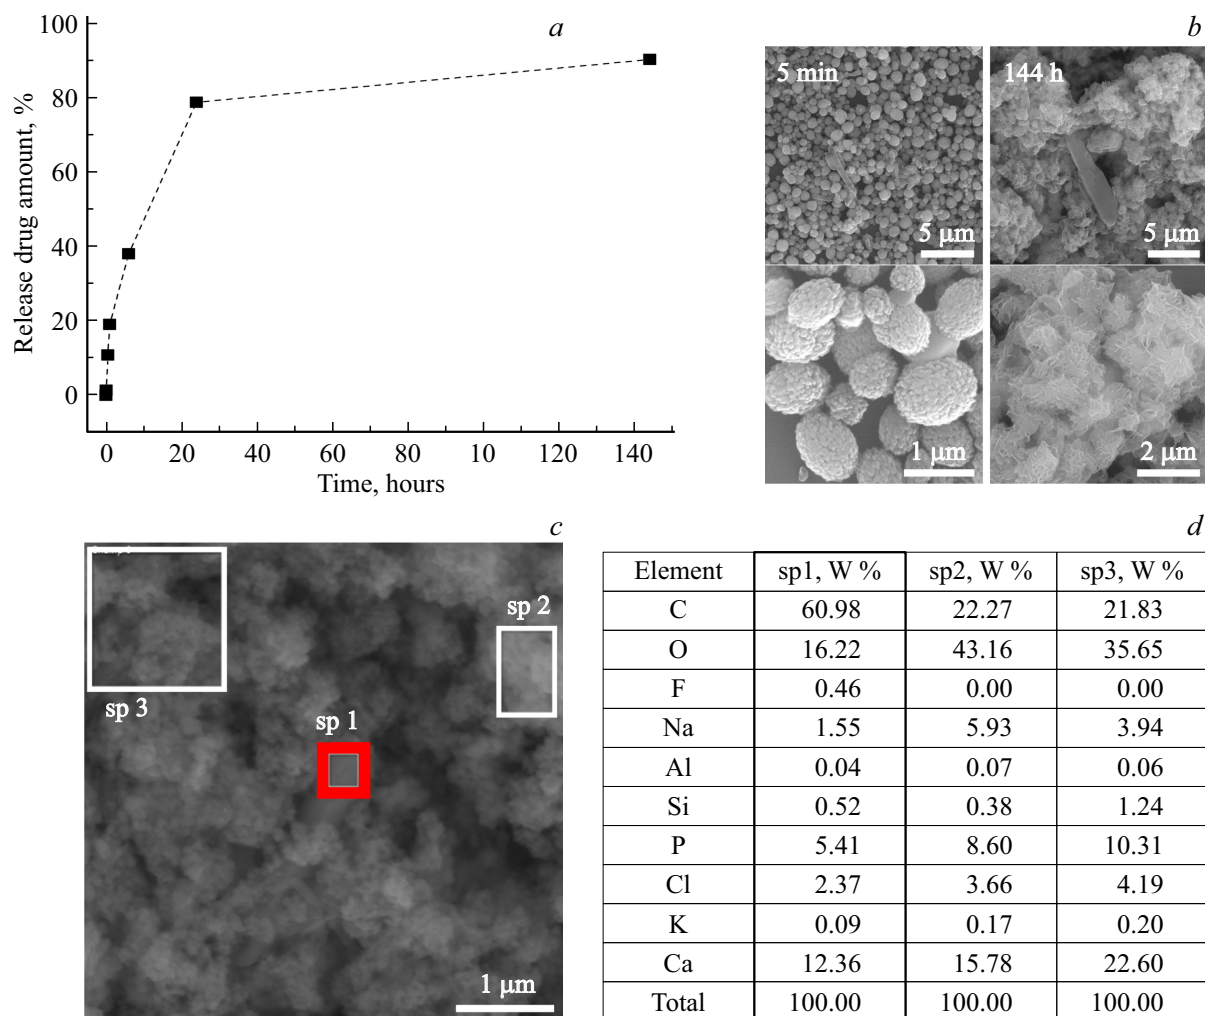 a
100
80
60
40
20
0
Release drug amount, %
0 20 40 60 80 10 120 140
Time, hours
b
5 min
144 h
5 μm
5 μm
1 μm
2 μm
c
sp 3
sp 2
sp 1
1 μm
d
Element sp1, W % sp2, W % sp3, W %
C 60.98 22.27 21.83
O 16.22 43.16 35.65
F 0.46 0.00 0.00
Na 1.55 5.93 3.94
Al 0.04 0.07 0.06
Si 0.52 0.38 1.24
P 5.41 8.60 10.31
Cl 2.37 3.66 4.19
K 0.09 0.17 0.20
Ca 12.36 15.78 22.60
Total 100.00 100.00 100.00